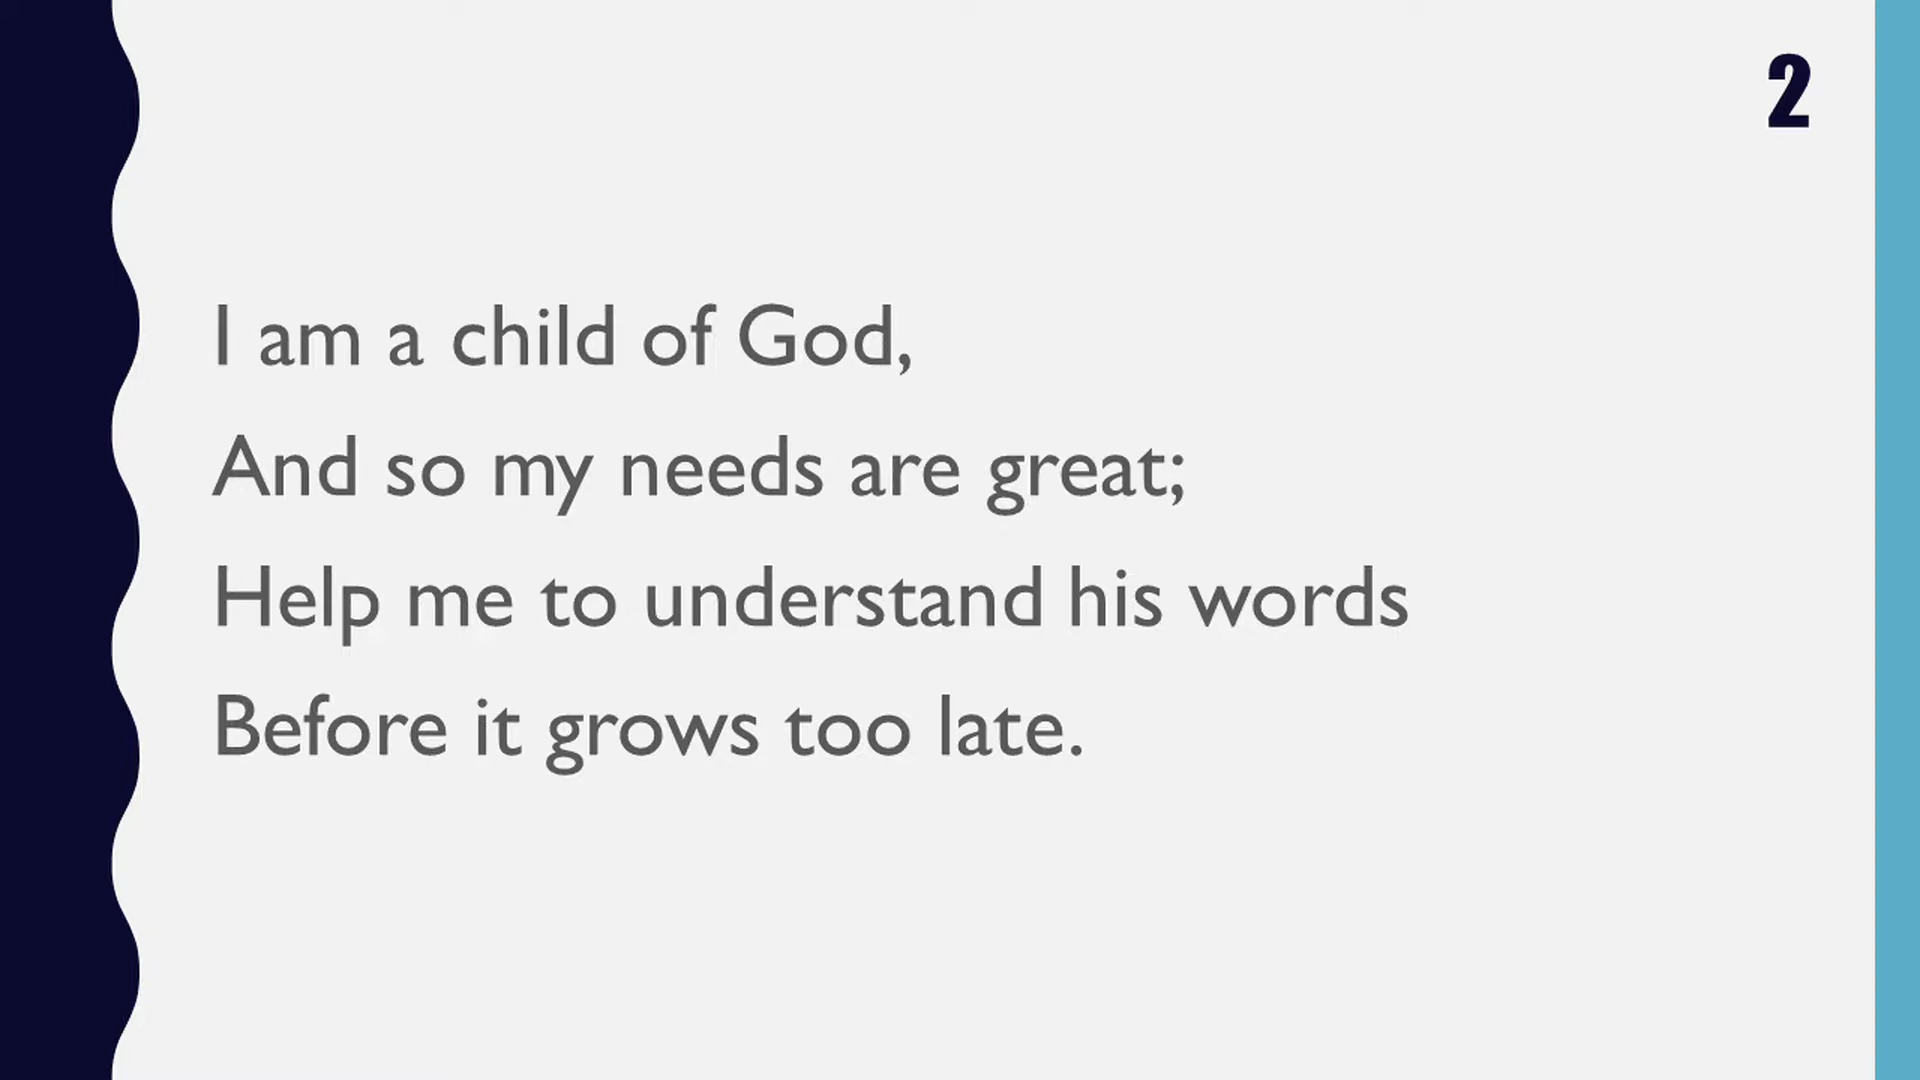 2
I am a child of God,
And so my needs are great;
Help me to understand his words
Before it grows too late.